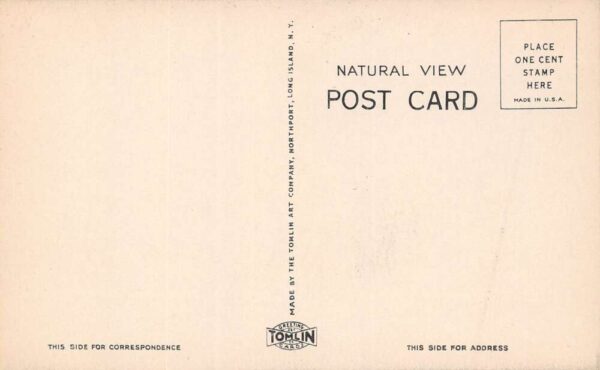 PLACE
ONE CENT
STAMP
HERE
MADE IN U.S.A.
NATURAL VIEW
POST CARD
MADE BY THE TOMLIN ART COMPANY, NORTHPORT, LONG ISLAND, N. Y.
GREETING
TOMLIN
CARDS
THIS SIDE FOR CORRESPONDENCE
THIS SIDE FOR ADDRESS